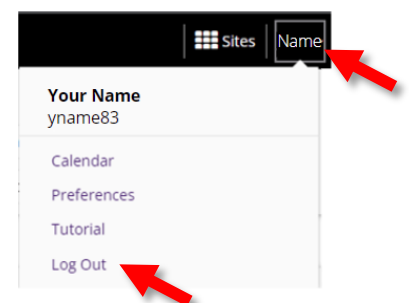 Sites Name
Your Name
yname83
Calendar
Preferences
Tutorial
Log Out